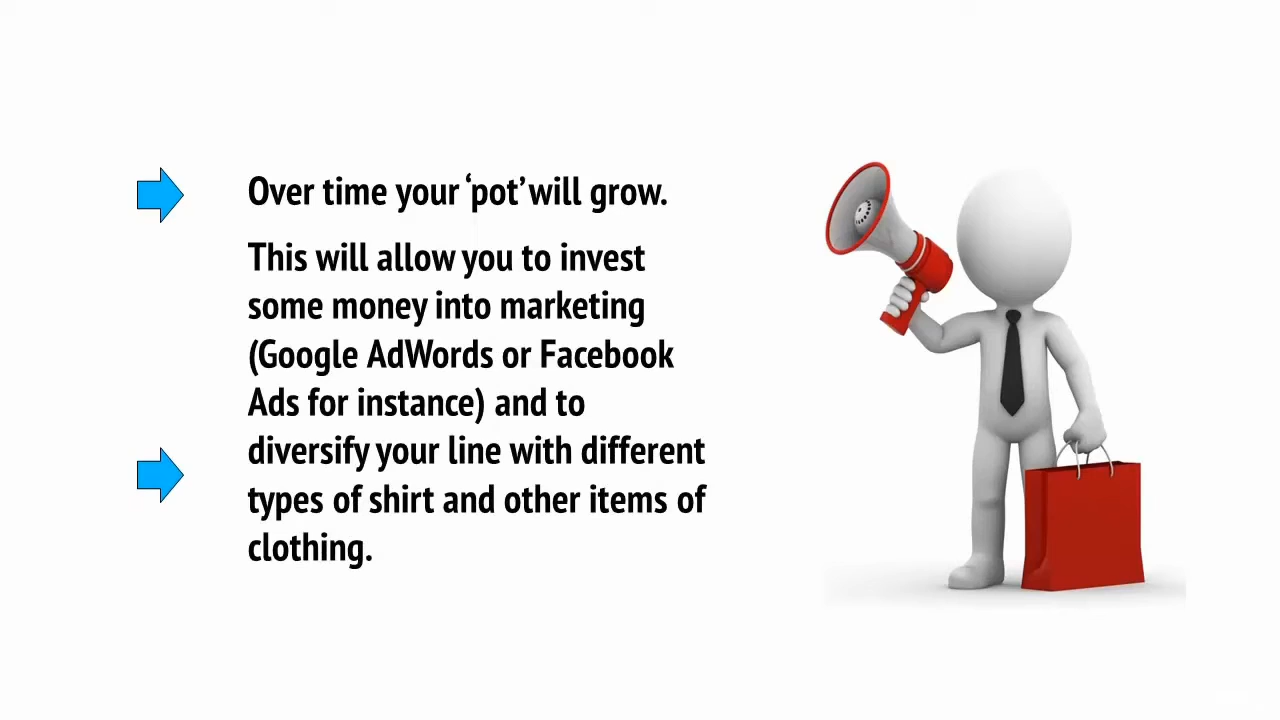 Over time your ‘pot’ will grow.
This will allow you to invest
some money into marketing
(Google AdWords or Facebook
Ads for instance) and to
diversify your line with different
types of shirt and other items of
clothing.